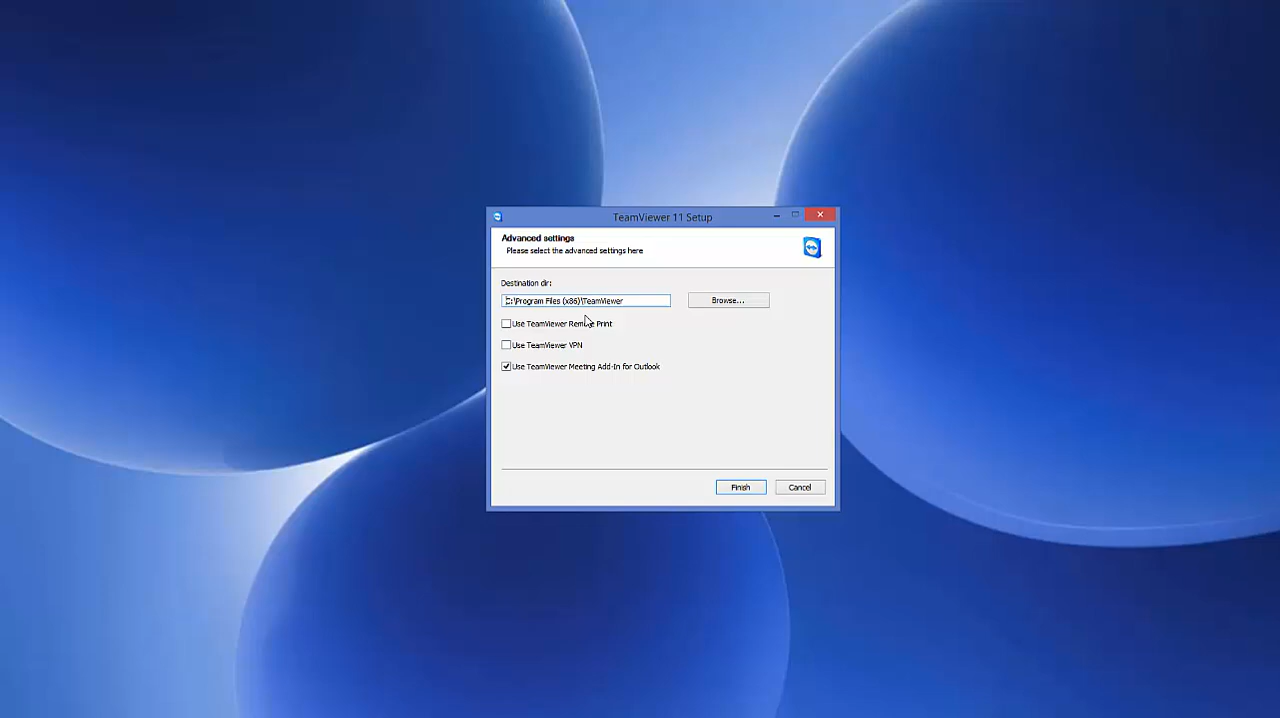 TeamViewer 11 Setup
Advanced settings
Please select the advanced settings here
Destination dir:
C:\Program Files (x86)\TeamViewer
Browse...
Use TeamViewer Remote Print
Use TeamViewer VPN
Use TeamViewer Meeting Add-In for Outlook
Finish
Cancel